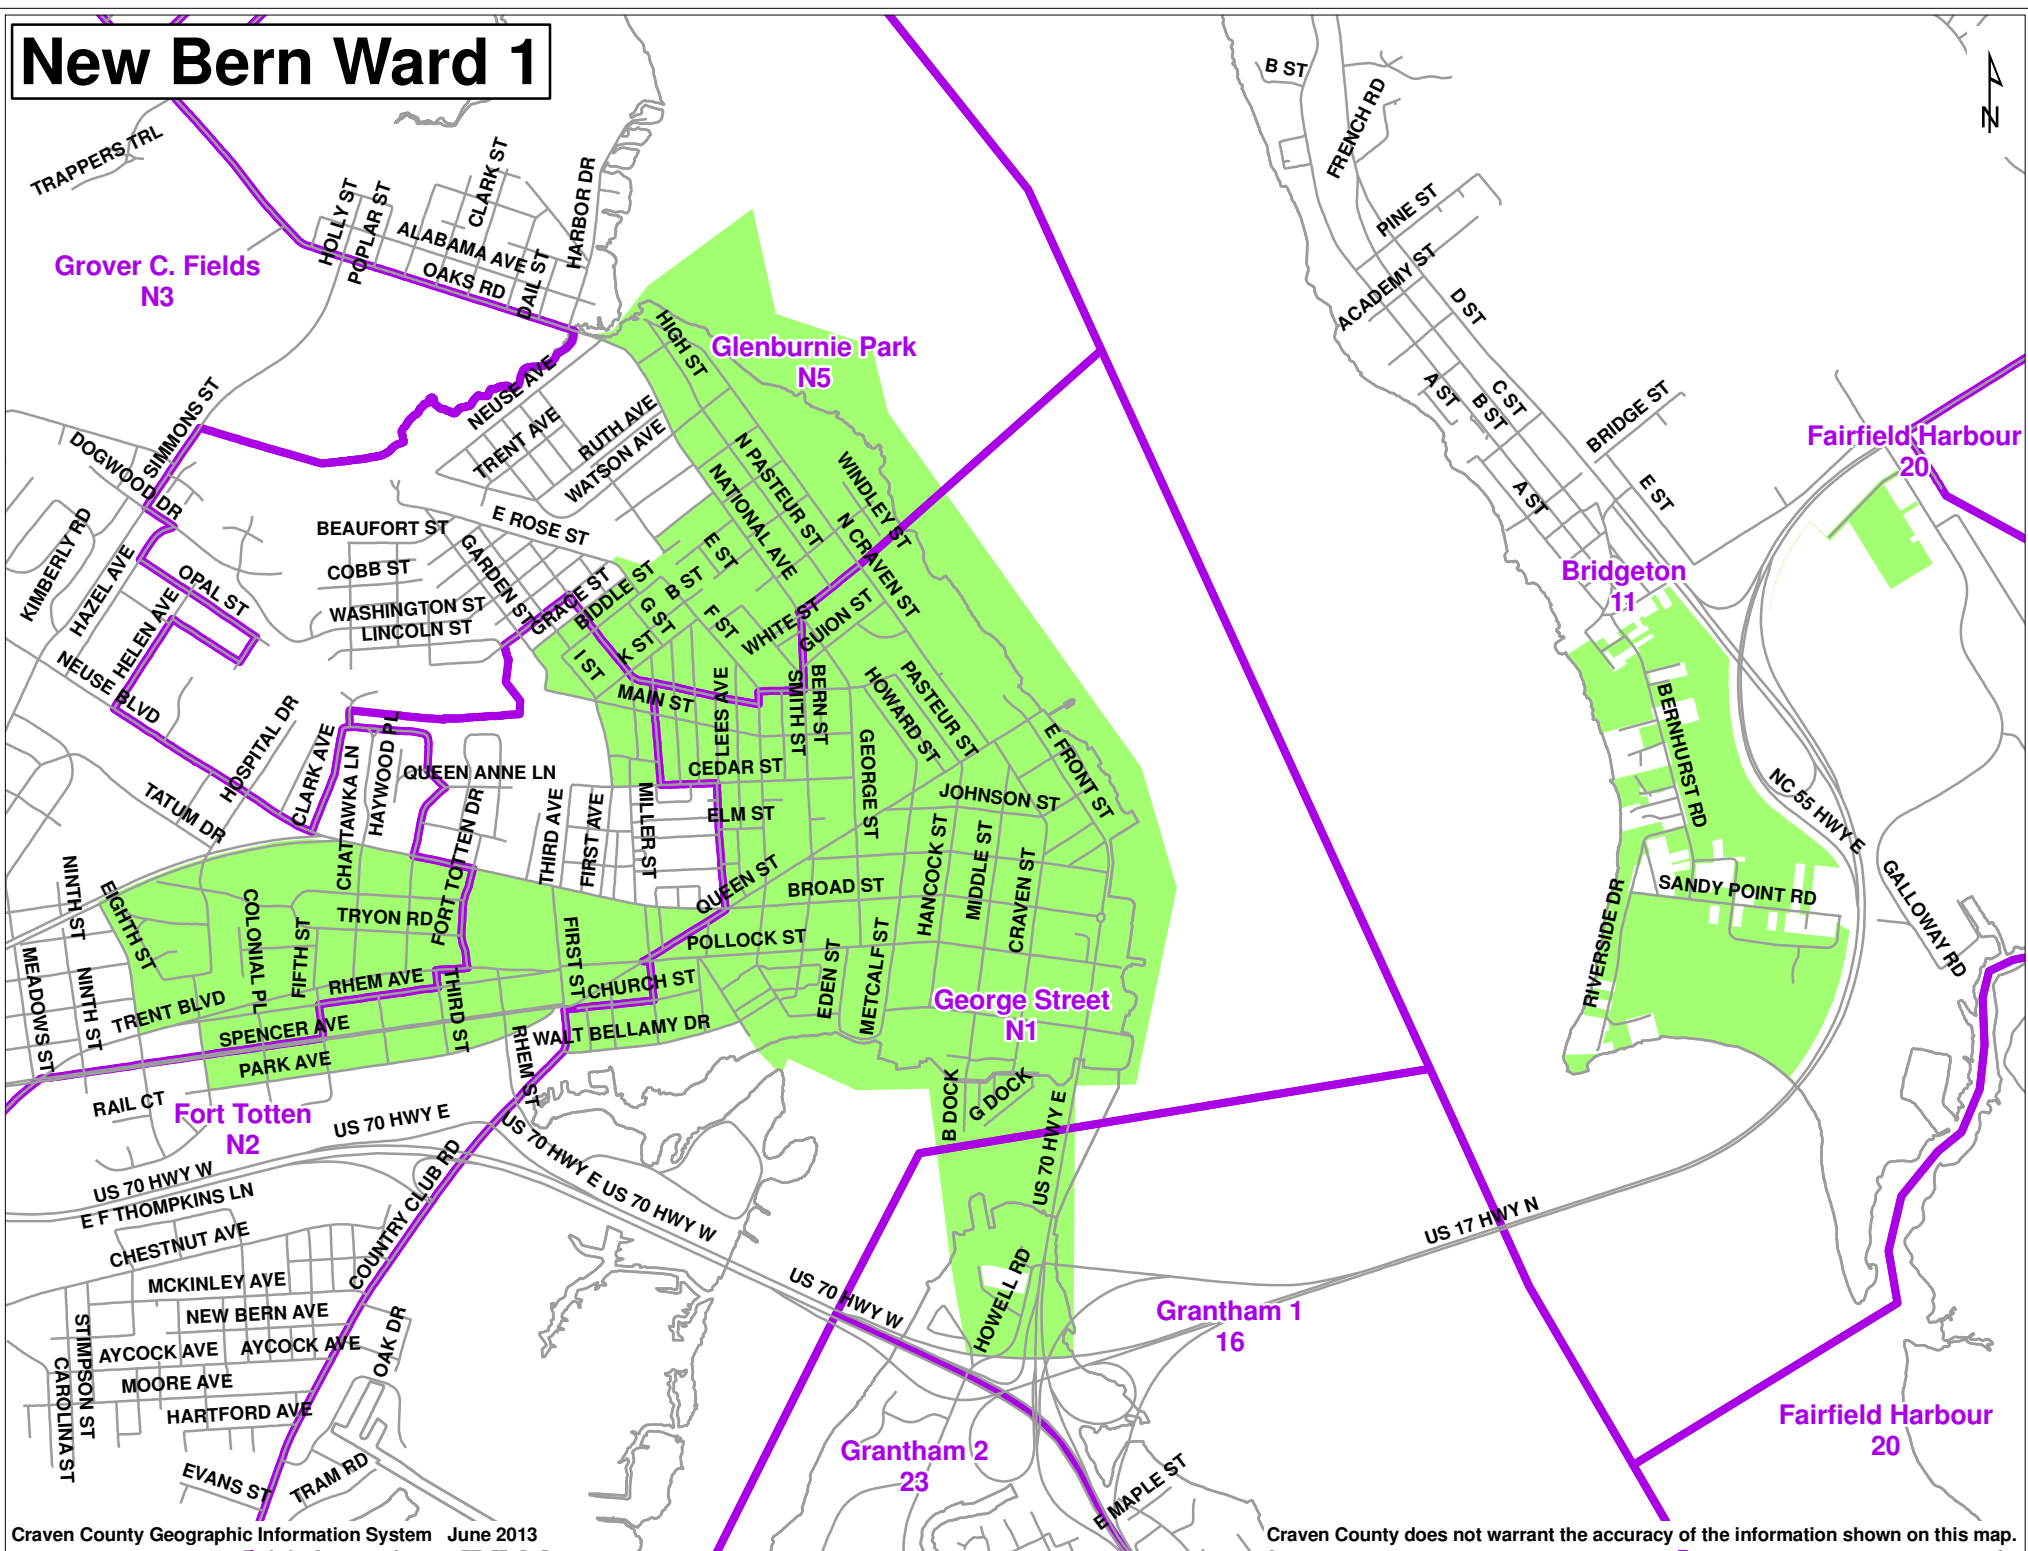 New Bern Ward 1
B ST
FRENCH RD
N
TRAPPERS TRL
CLARK ST
HARBOR DR
HOLLY ST
POPLAR ST
ALABAMA AVE
OAKS RD
DAIL ST
PINE ST
ACADEMY ST
D ST
Grover C. Fields
N3
HIGH ST
Glenburnie Park
N5
NEUSE AVE
TRENT AVE
RUTH AVE
WATSON AVE
A ST
B ST
C ST
BRIDGE ST
Fairfield Harbour
20
SIMMONS ST
DOGWOOD DR
N PASTEUR ST
NATIONAL AVE
WINDLEY ST
N CRAVEN ST
A ST
E ST
KIMBERLY RD
HAZEL AVE
OPAL ST
HELEN AVE
NEUSE BLVD
BEAUFORT ST
E ROSE ST
COBB ST
GARDEN ST
WASHINGTON ST
LINCOLN ST
GRACE ST
BIDDLE ST
E ST
B ST
G ST
F ST
K ST
I ST
WHITE ST
GUION ST
Bridgeton
11
MAIN ST
LEES AVE
SMITH ST
BERN ST
HOWARD ST
PASTEUR ST
E FRONT ST
BERNHURST RD
HOSPITAL DR
CLARK AVE
CHATTAWKA LN
HAYWOOD PL
QUEEN ANNE LN
CEDAR ST
GEORGE ST
JOHNSON ST
NC 55 HWY E
TATUM DR
FORT TOTTEN DR
THIRD AVE
FIRST AVE
MILLER ST
ELM ST
HANCOCK ST
MIDDLE ST
CRAVEN ST
NINTH ST
EIGHTH ST
COLONIAL PL
FIFTH ST
TRYON RD
QUEEN ST
BROAD ST
SANDY POINT RD
GALLOWAY RD
MEADOWS ST
NINTH ST
FIRST ST
POLLOCK ST
EDEN ST
METCALF ST
RIVERSIDE DR
TRENT BLVD
RHEM AVE
THIRD ST
CHURCH ST
George Street
N1
SPENCER AVE
PARK AVE
RHEM ST
WALT BELLAMY DR
RAIL CT
Fort Totten
N2
US 70 HWY E
B DOCK
G DOCK
US 70 HWY E
US 70 HWY W
E F THOMPKINS LN
US 70 HWY E
US 70 HWY W
COUNTRY CLUB RD
CHESTNUT AVE
US 17 HWY N
MCKINLEY AVE
US 70 HWY W
HOWELL RD
Grantham 1
16
NEW BERN AVE
AYCOCK AVE
AYCOCK AVE
OAK DR
STIMPSON ST
CAROLINA ST
MOORE AVE
HARTFORD AVE
Fairfield Harbour
20
Grantham 2
23
EVANS ST
TRAM RD
E MAPLE ST
Craven County Geographic Information System June 2013
Craven County does not warrant the accuracy of the information shown on this map.